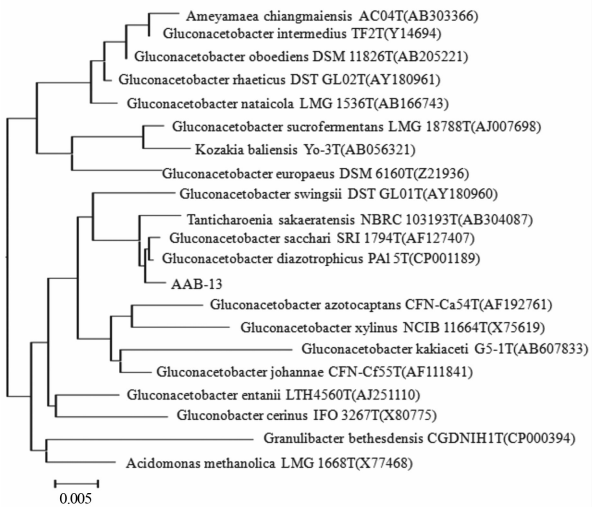 Ameyamaea chiangmaiensis AC04T(AB303366)
Gluconacetobacter intermedius TF2T(Y14694)
Gluconacetobacter oboediens DSM 11826T(AB205221)
Gluconacetobacter rhaeticus DST GL02T(AY180961)
Gluconacetobacter nataicola LMG 1536T(AB166743)
Gluconacetobacter sucrofermentans LMG 18788T(AJ007698)
Kozakia baliensis Yo-3T(AB056321)
Gluconacetobacter europaeus DSM 6160T(Z21936)
Gluconacetobacter swingsii DST GL01T(AY180960)
Tanticharoenia sakaeratensis NBRC 103193T(AB304087)
Gluconacetobacter sacchari SRI 1794T(AF127407)
Gluconacetobacter diazotrophicus PAl 5T(CP001189)
AAB-13
Gluconacetobacter azotocaptans CFN-Ca54T(AF192761)
Gluconacetobacter xylinus NCIB 11664T(X75619)
Gluconacetobacter kakiaceti G5-1T(AB607833)
Gluconacetobacter johannae CFN-Cf55T(AF111841)
Gluconacetobacter entanii LTH4560T(AJ251110)
Gluconobacter cerinus IFO 3267T(X80775)
Granulibacter bethesdensis CGDNIH1T(CP000394)
Acidomonas methanolica LMG 1668T(X77468)
0.005